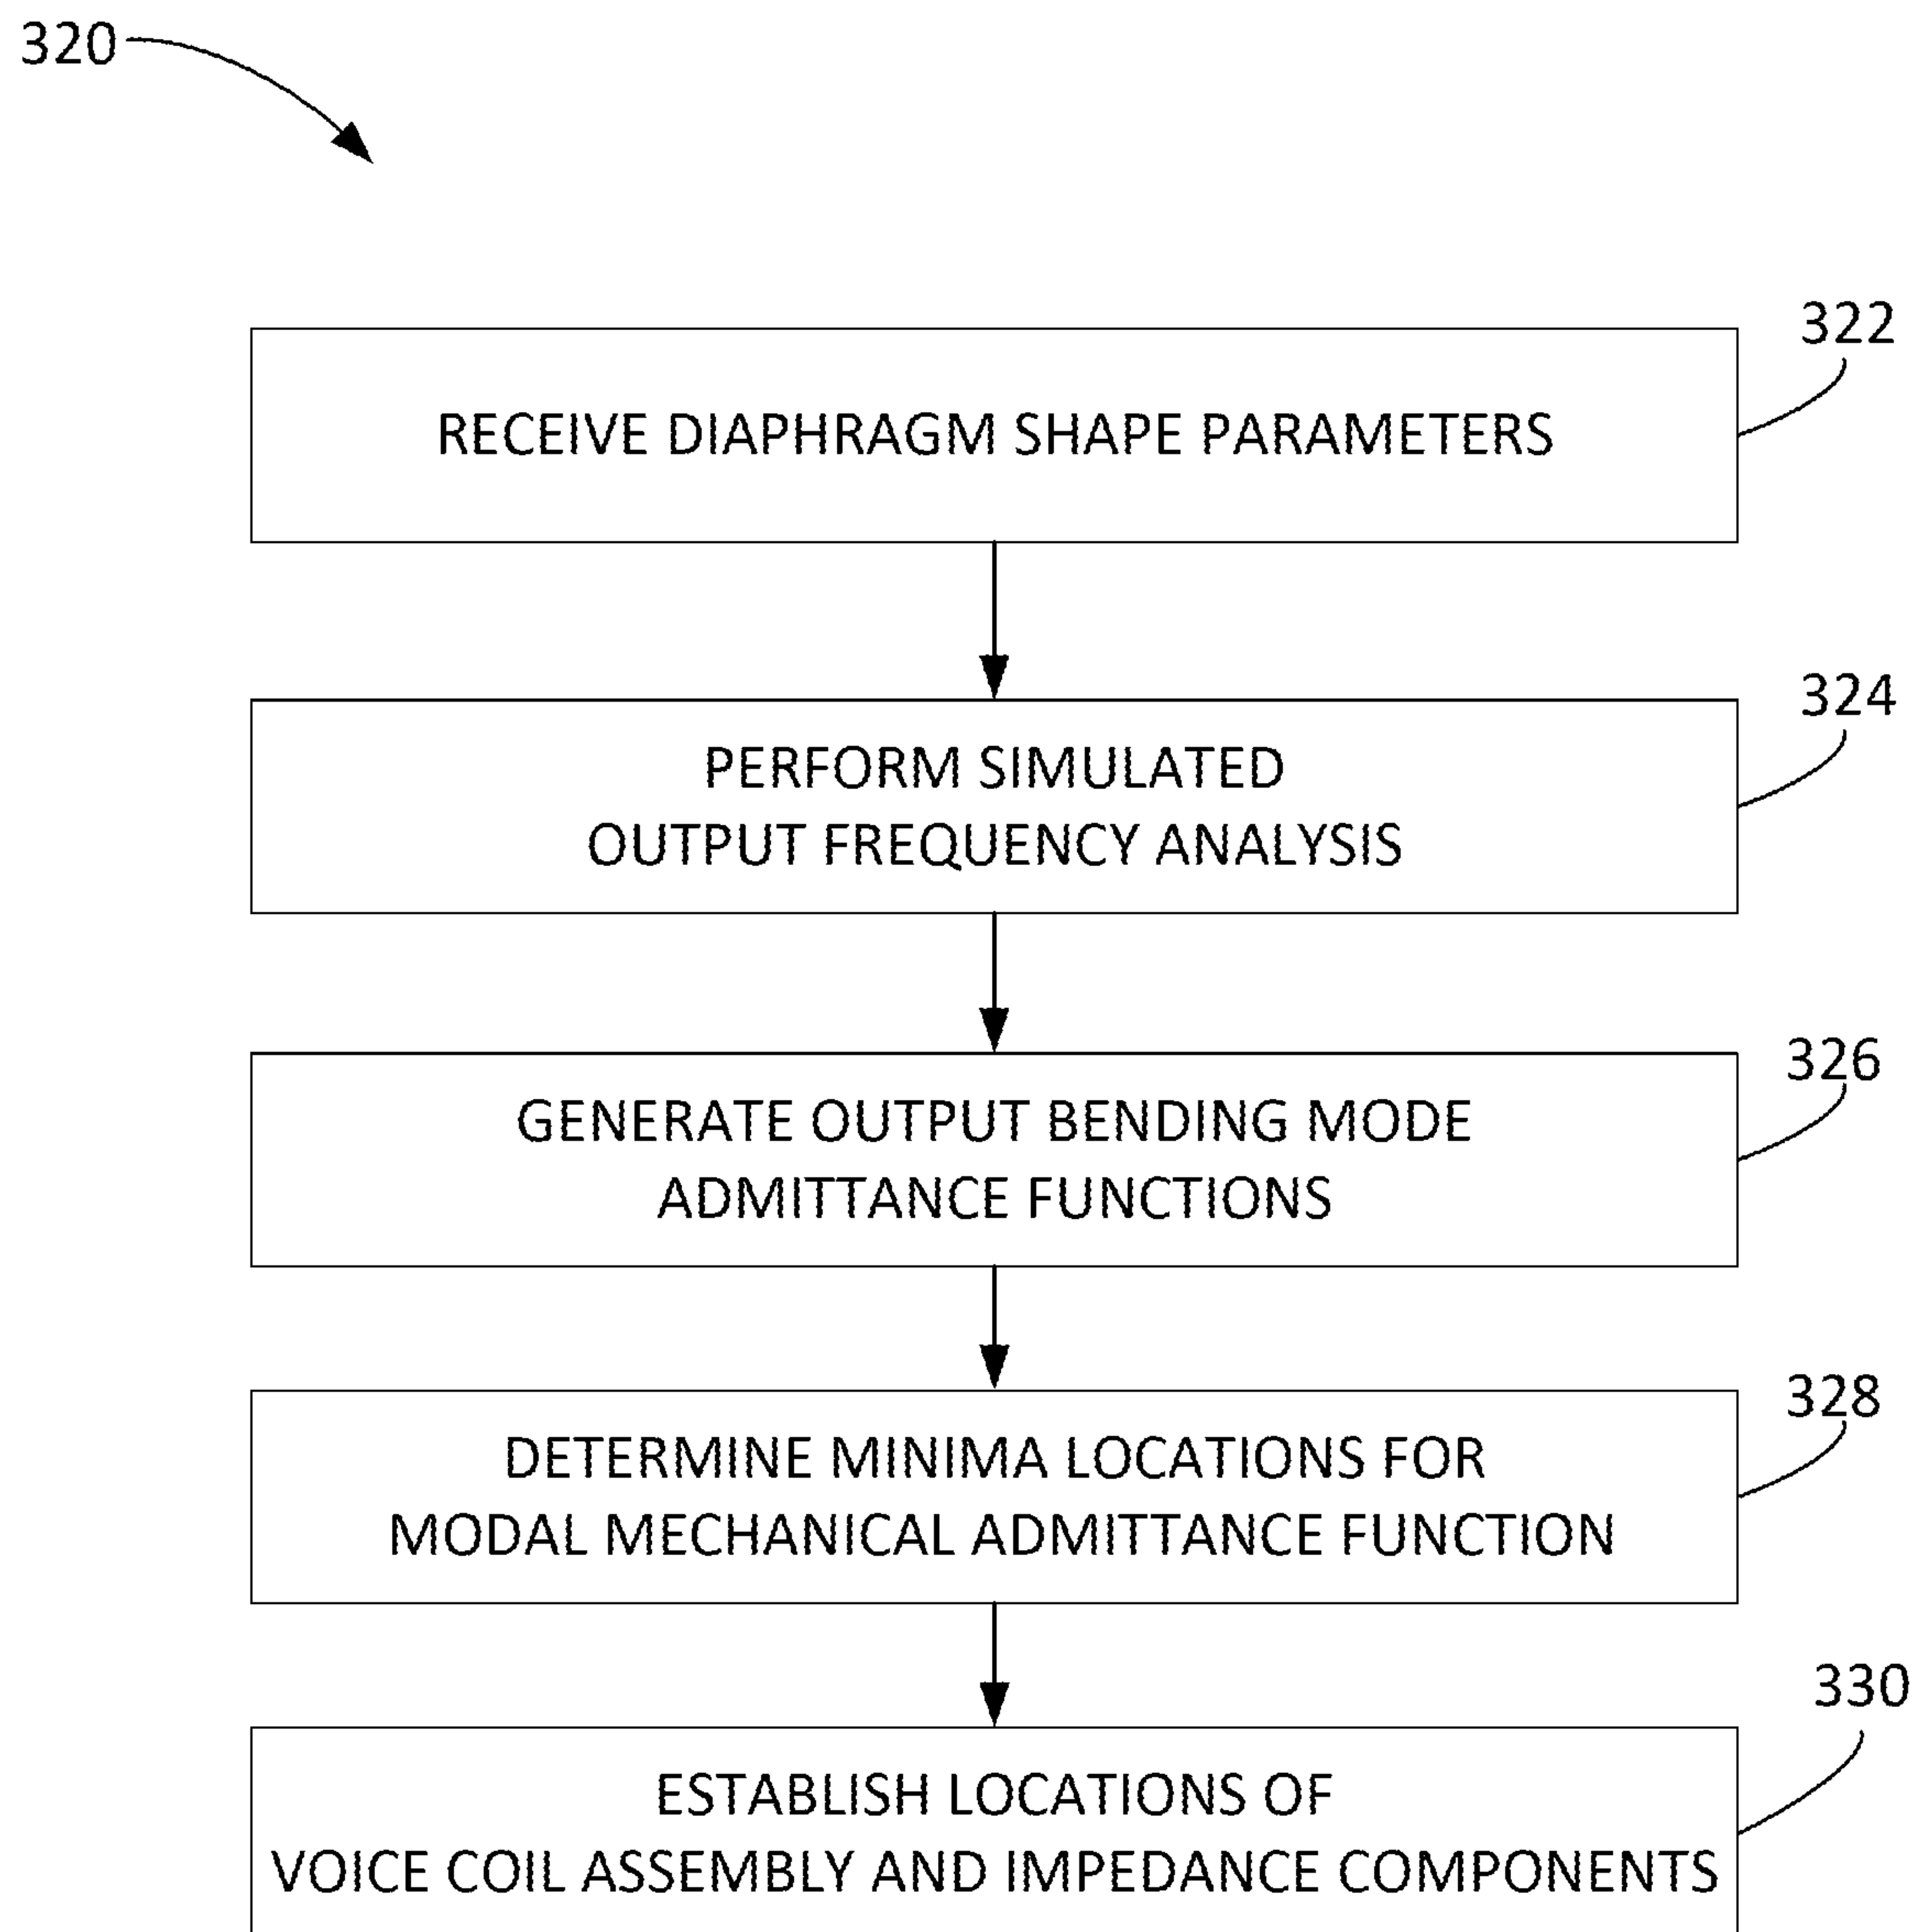 320
322
RECEIVE DIAPHRAGM SHAPE PARAMETERS
324
PERFORM SIMULATED
OUTPUT FREQUENCY ANALYSIS
326
GENERATE OUTPUT BENDING MODE
ADMITTANCE FUNCTIONS
328
DETERMINE MINIMA LOCATIONS FOR
MODAL MECHANICAL ADMITTANCE FUNCTION
330
ESTABLISH LOCATIONS OF
VOICE COIL ASSEMBLY AND IMPEDANCE COMPONENTS